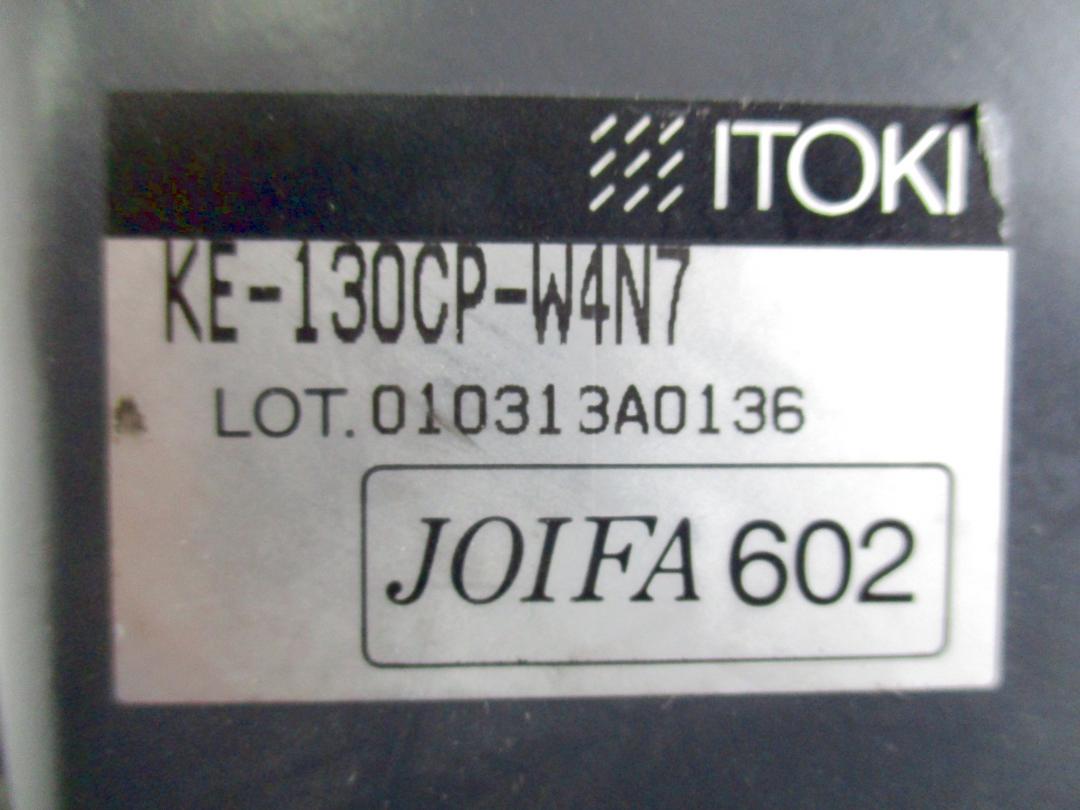 ITOKI
KE-130CP-W4N7
LOT. 010313A0136
JOIFA 602